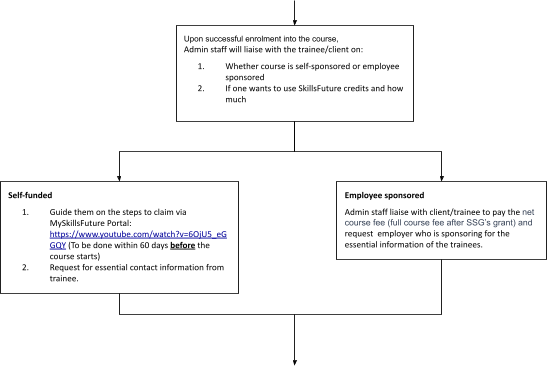 Upon successful enrolment into the course,
Admin staff will liaise with the trainee/client on:
1. Whether course is self-sponsored or employee
sponsored
2. If one wants to use SkillsFuture credits and how
much
Self-funded
1. Guide them on the steps to claim via
MySkillsFuture Portal:
https://www.youtube.com/watch?v=6OjU5_eG
GQY (To be done within 60 days before the
course starts)
2. Request for essential contact information from
trainee.
Employee sponsored
Admin staff liaise with client/trainee to pay the net
course fee (full course fee after SSG's grant) and
request employer who is sponsoring for the
essential information of the trainees.